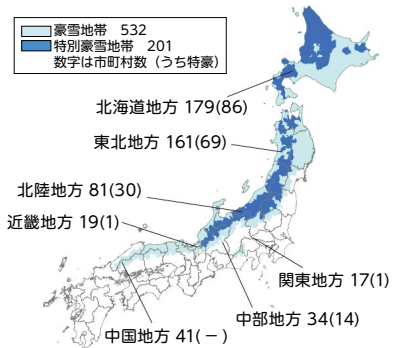 豪雪地帯 532
特別豪雪地帯 201
数字は市町村数（うち特豪）
北海道地方 179(86)
東北地方 161(69)
北陸地方 81(30)
近畿地方 19(1)
関東地方 17(1)
中部地方 34(14)
中国地方 41(－)